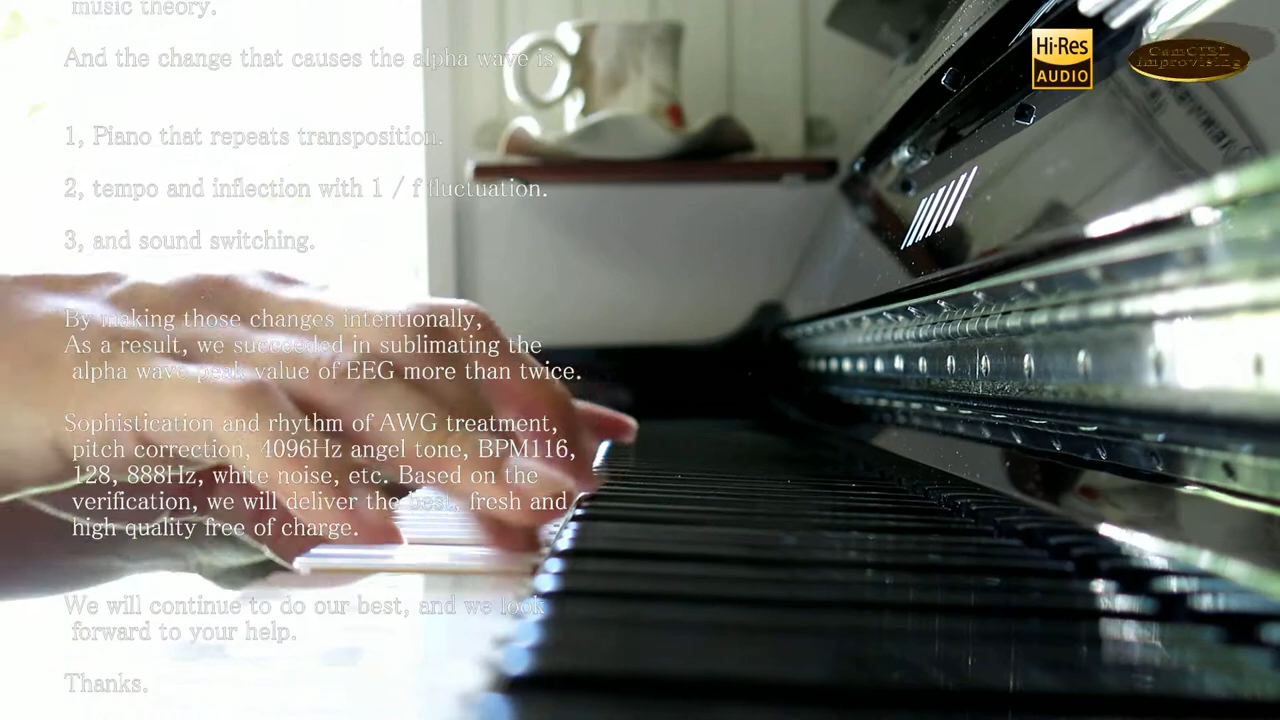 music theory.
And the change that causes the alpha wave is
1, Piano that repeats transposition.
2, tempo and inflection with 1 / f fluctuation.
3, and sound switching.
By making those changes intentionally,
As a result, we succeeded in sublimating the
alpha wave peak value of EEG more than twice.
Sophistication and rhythm of AWG treatment,
pitch correction, 4096Hz angel tone, BPM116,
128, 888Hz, white noise, etc. Based on the
verification, we will deliver the best, fresh and
high quality free of charge.
We will continue to do our best, and we look
forward to your help.
Thanks.
Hi-Res
AUDIO
CamCIEL
Improvising